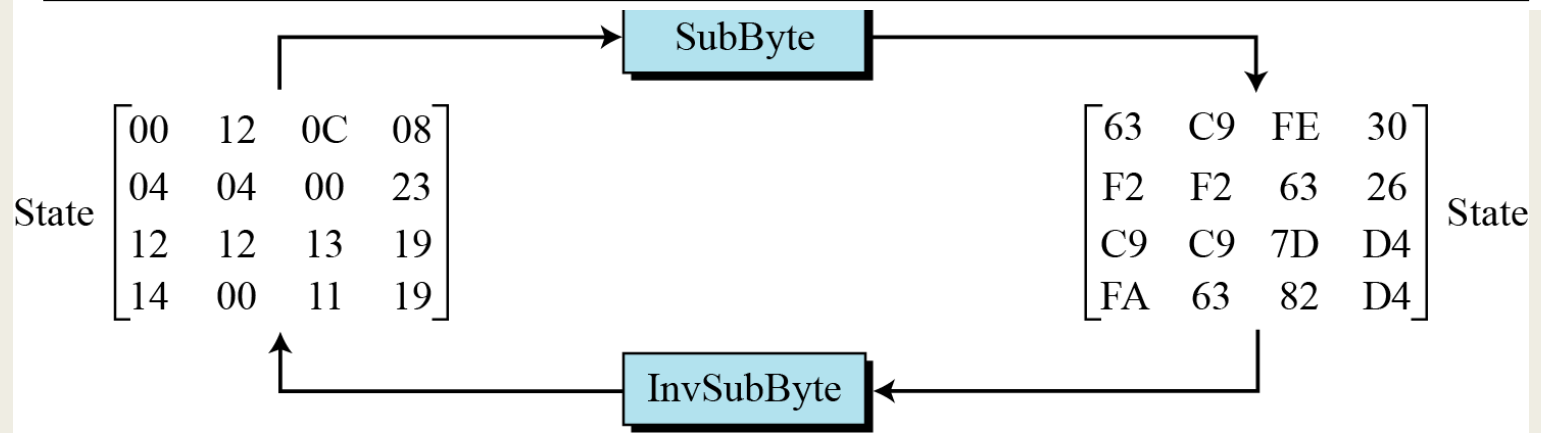 SubByte
00 12 0C 08
04 04 00 23
12 12 13 19
14 00 11 19
State
63 C9 FE 30
F2 F2 63 26
C9 C9 7D D4
FA 63 82 D4
State
InvSubByte